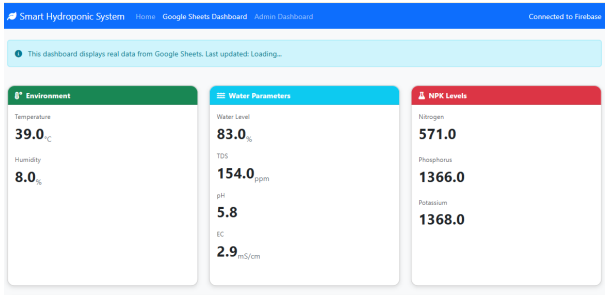 Smart Hydroponic System Home Google Sheets Dashboard Admin Dashboard Connected to Firebase
This dashboard displays real data from Google Sheets. Last updated: Loading...
Environment
Temperature
39.0°C
Humidity
8.0%
Water Parameters
Water Level
83.0%
TDS
154.0ppm
pH
5.8
EC
2.9mS/cm
NPK Levels
Nitrogen
571.0
Phosphorus
1366.0
Potassium
1368.0